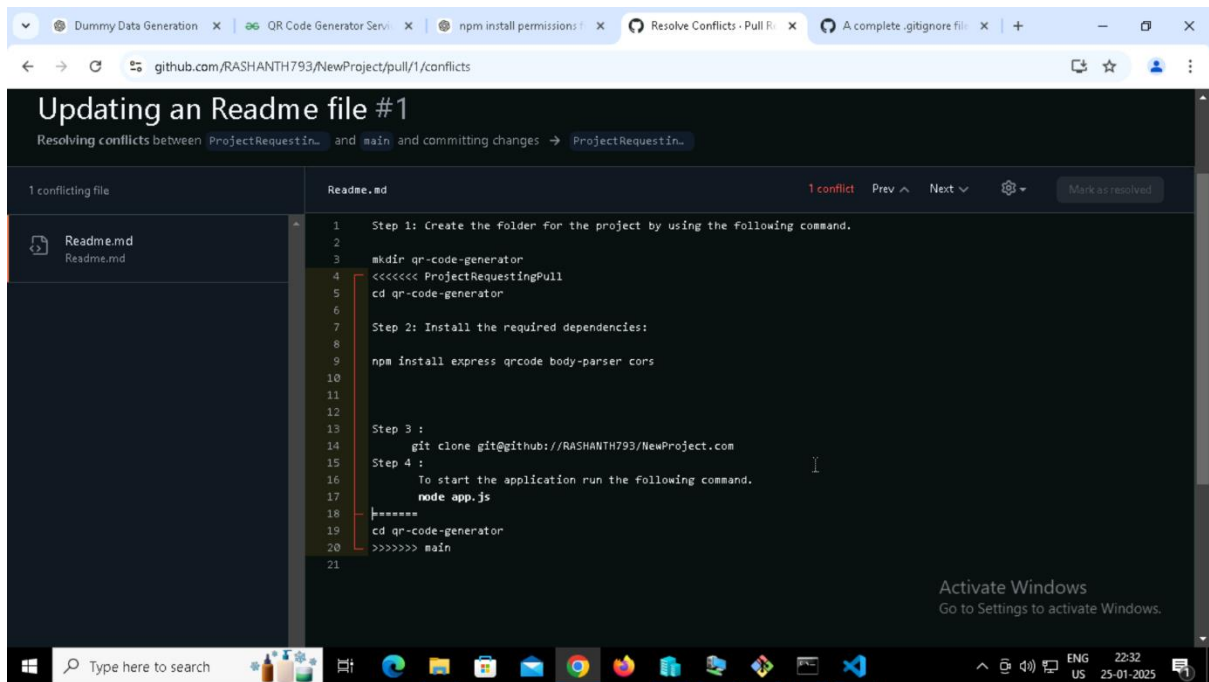 Dummy Data Generation
QR Code Generator Servi
npm install permissions f
Resolve Conflicts · Pull R
A complete .gitignore file
github.com/RASHANTH793/NewProject/pull/1/conflicts
Updating an Readme file #1
Resolving conflicts between ProjectRequestin… and main and committing changes → ProjectRequestin…
1 conflicting file
Readme.md
Readme.md
Readme.md
1 conflict Prev Next Mark as resolved
1 Step 1: Create the folder for the project by using the following command.
2
3 mkdir qr-code-generator
4 <<<<<<< ProjectRequestingPull
5 cd qr-code-generator
6
7 Step 2: Install the required dependencies:
8
9 npm install express qrcode body-parser cors
10
11
12
13 Step 3 :
14 git clone git@github://RASHANTH793/NewProject.com
15 Step 4 :
16 To start the application run the following command.
17 node app.js
18 =======
19 cd qr-code-generator
20 >>>>>>> main
21
Activate Windows
Go to Settings to activate Windows.
Type here to search
ENG
US
22:32
25-01-2025